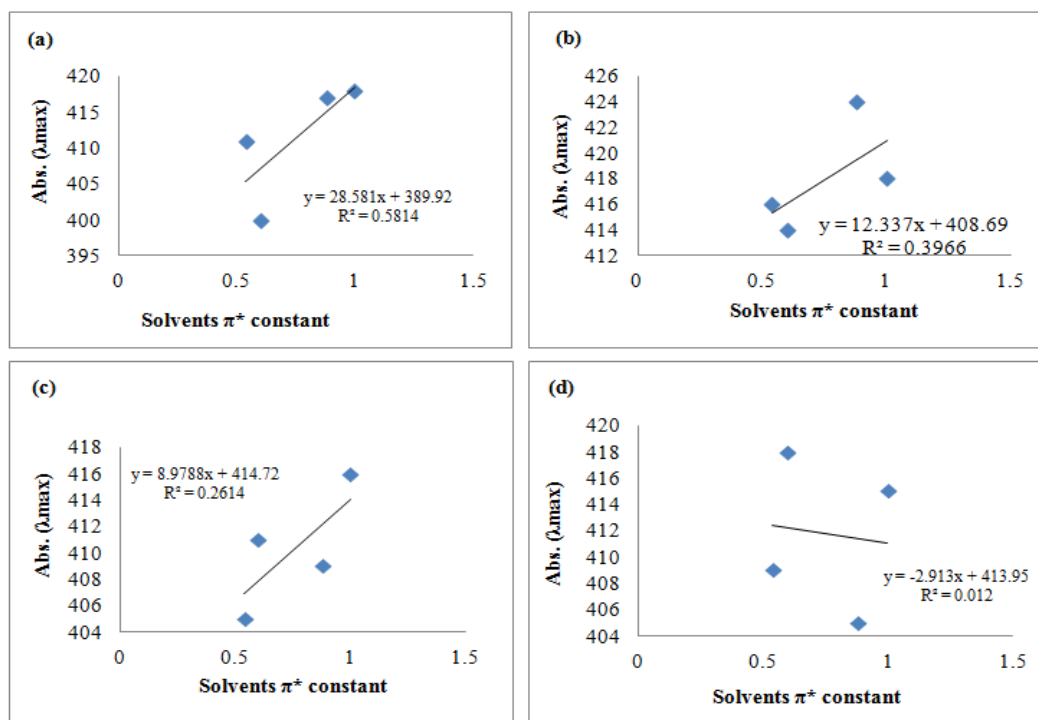 (a)
420
415
410
405
400
395
Abs. (λmax)
y = 28.581x + 389.92
R² = 0.5814
0
0.5
1
1.5
Solvents π* constant
(b)
426
424
422
420
418
416
414
412
Abs. (λmax)
y = 12.337x + 408.69
R² = 0.3966
0
0.5
1
1.5
Solvents π* constant
(c)
418
416
414
412
410
408
406
404
Abs. (λmax)
y = 8.9788x + 414.72
R² = 0.2614
0
0.5
1
1.5
Solvents π* constant
(d)
420
418
416
414
412
410
408
406
404
Abs. (λmax)
y = -2.913x + 413.95
R² = 0.012
0
0.5
1
1.5
Solvents π* constant